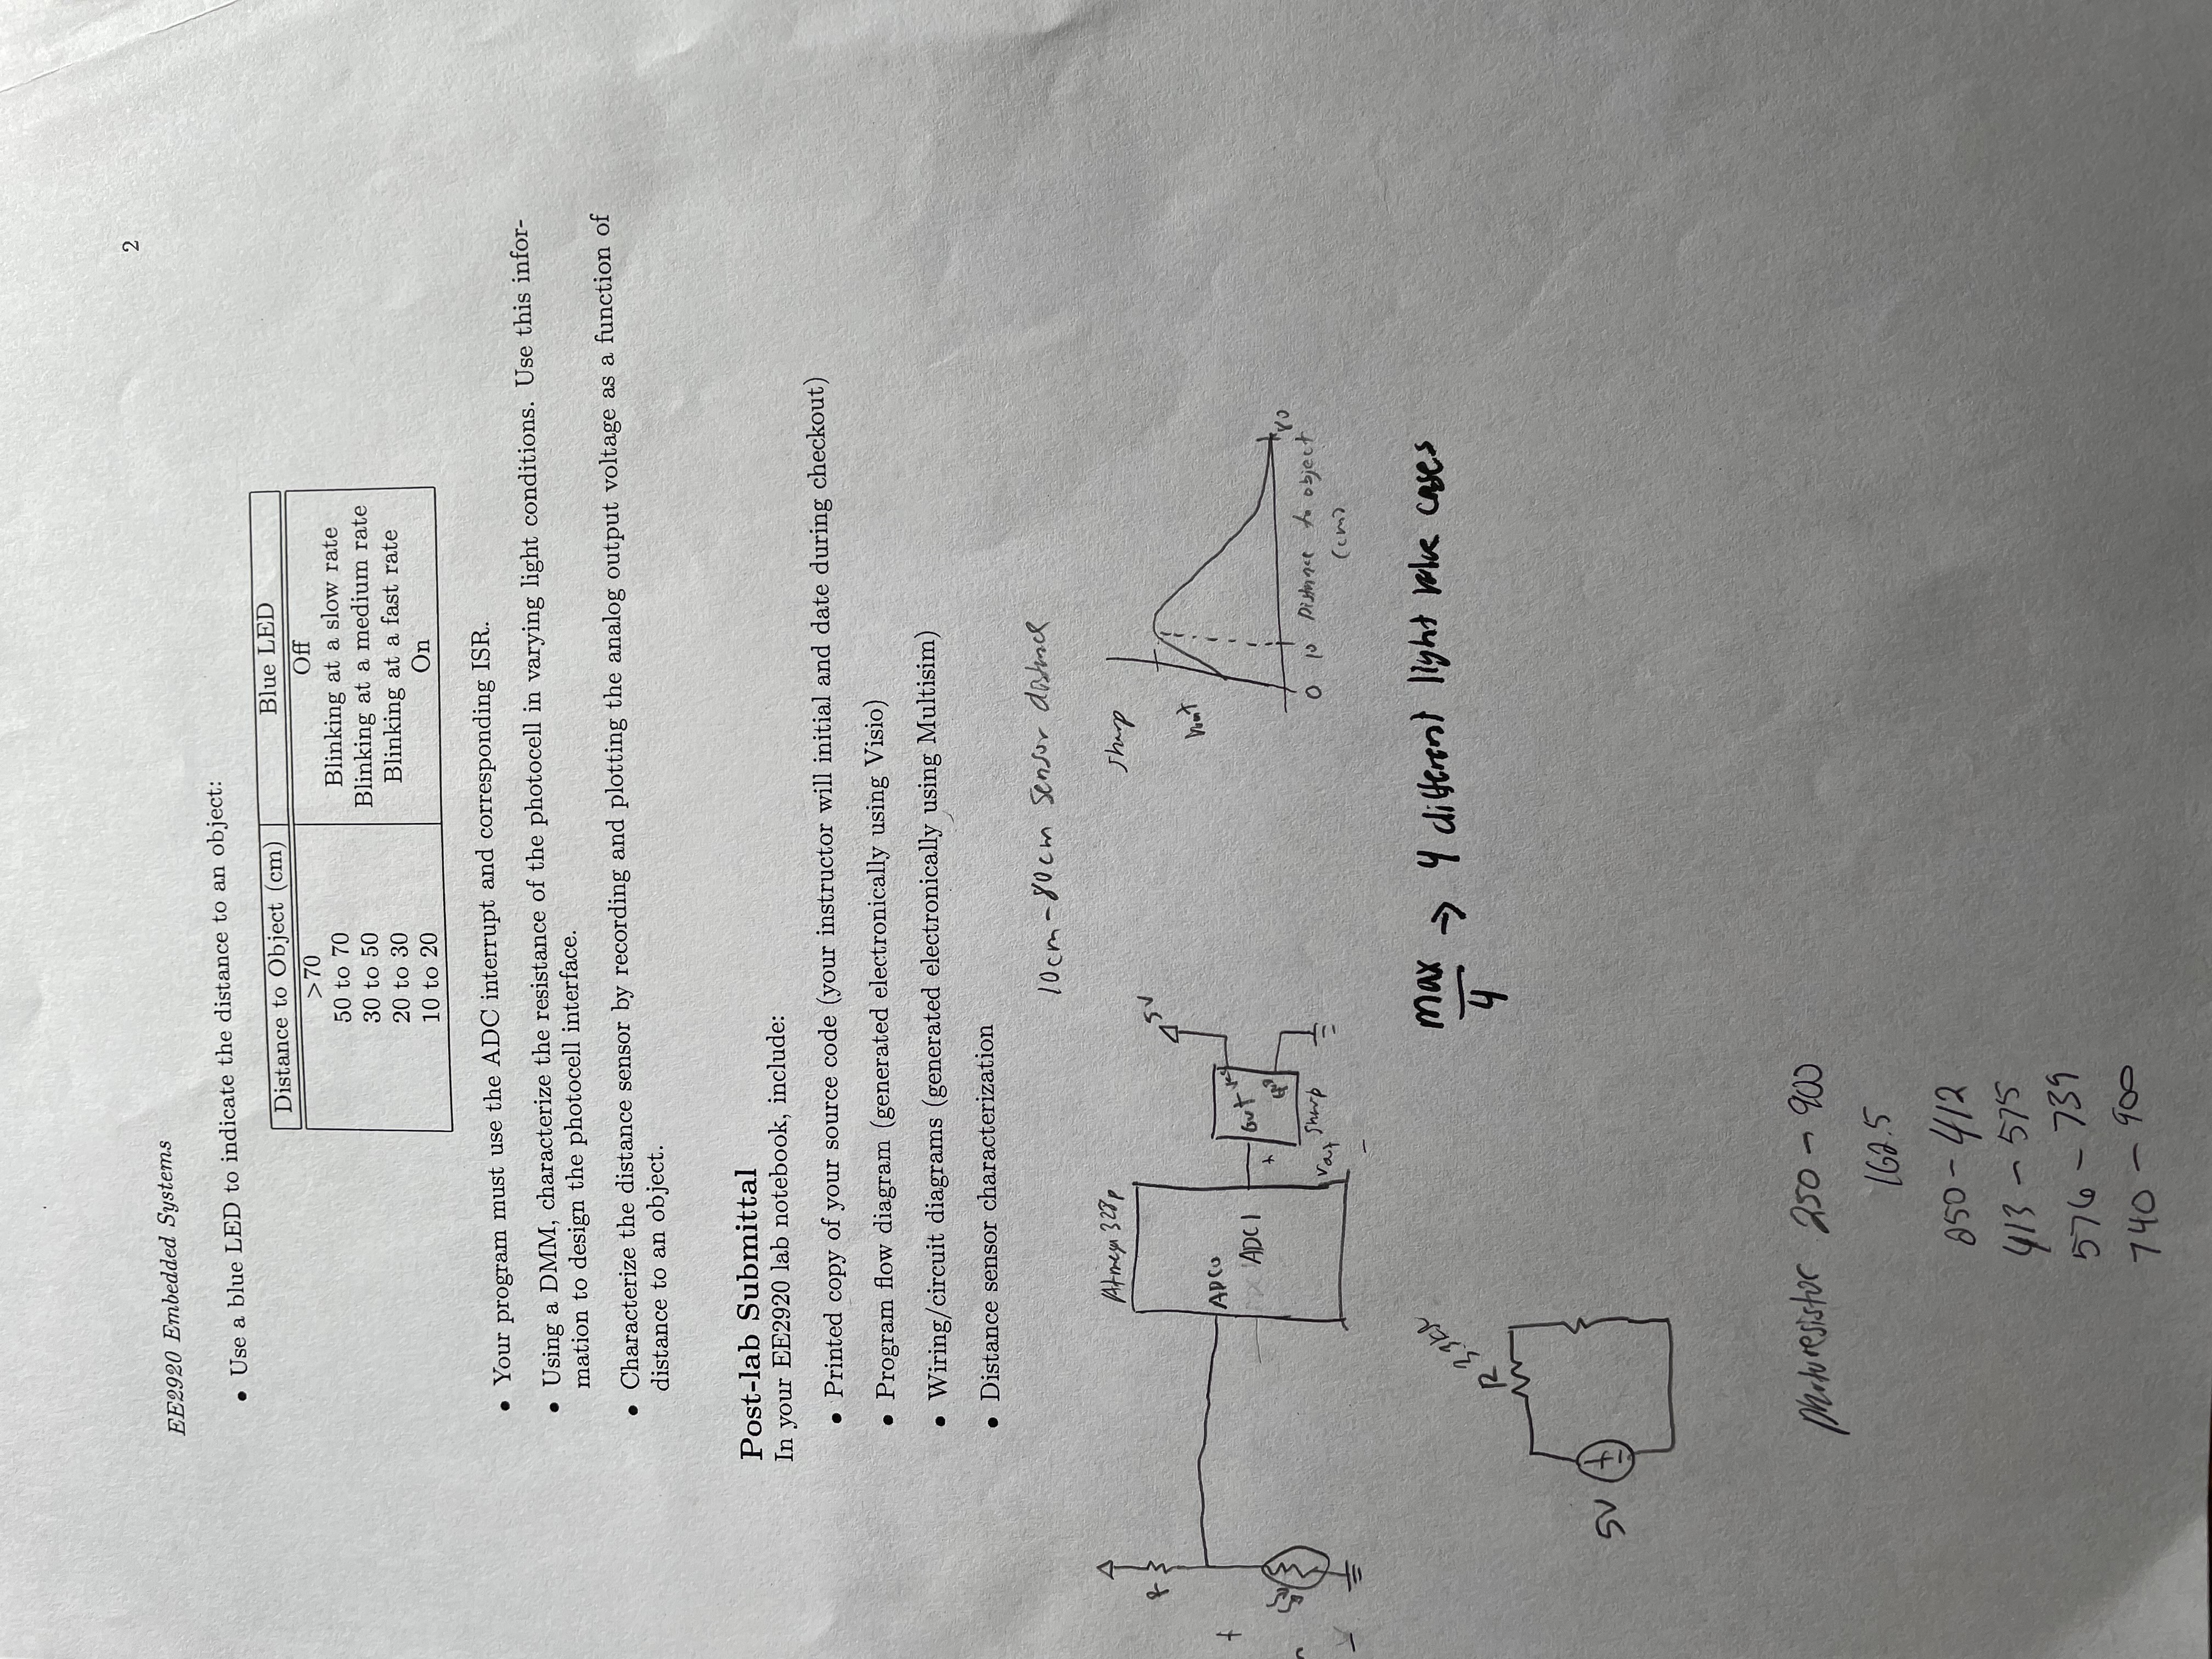 2
EE2920 Embedded Systems
• Use a blue LED to indicate the distance to an object:
Distance to Object (cm) Blue LED
>70 Off
50 to 70 Blinking at a slow rate
30 to 50 Blinking at a medium rate
20 to 30 Blinking at a fast rate
10 to 20 On
• Your program must use the ADC interrupt and corresponding ISR.
• Using a DMM, characterize the resistance of the photocell in varying light conditions. Use this infor-
mation to design the photocell interface.
• Characterize the distance sensor by recording and plotting the analog output voltage as a function of
distance to an object.
Post-lab Submittal
In your EE2920 lab notebook, include:
• Printed copy of your source code (your instructor will initial and date during checkout)
• Program flow diagram (generated electronically using Visio)
• Wiring/circuit diagrams (generated electronically using Multisim)
• Distance sensor characterization
10cm-80cm sensor distance
R
+
-
Atmega 328p
ADC0
ADC1
Out Vcc
GND
5V
+
Vout
-
Sharp
Sharp
Vout
0 10 Distance to object
80
(cm)
max
4
→ 4 different light value cases
R 3.3kΩ
5V
+
-
photoresistor 250 - 900
162.5
250 - 412
413 - 575
576 - 739
740 - 900